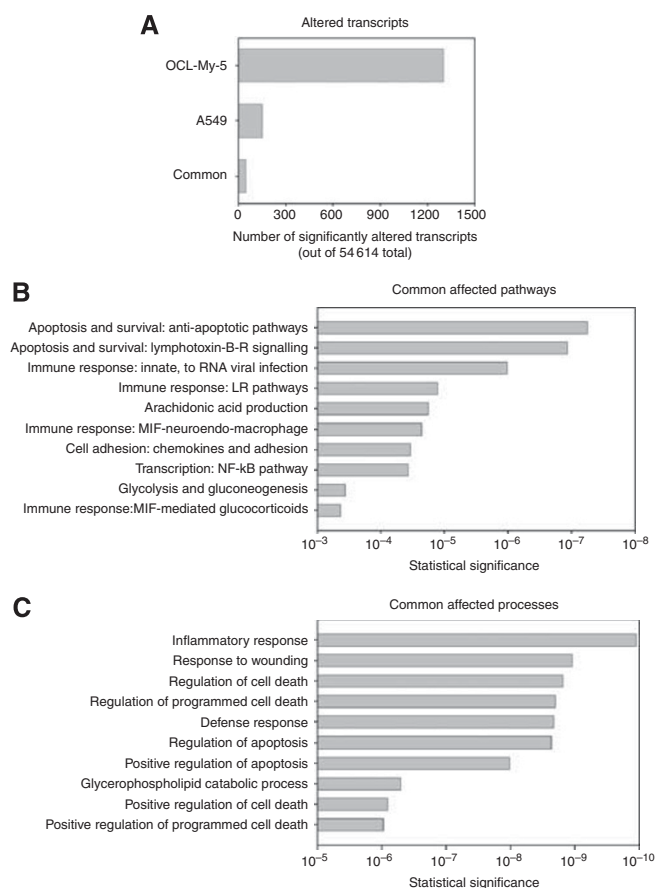 A
Altered transcripts
OCL-My-5
A549
Common
0 300 600 900 1200 1500
Number of significantly altered transcripts
(out of 54 614 total)
B
Common affected pathways
Apoptosis and survival: anti-apoptotic pathways
Apoptosis and survival: lymphotoxin-B-R signalling
Immune response: innate, to RNA viral infection
Immune response: LR pathways
Arachidonic acid production
Immune response: MIF-neuroendo-macrophage
Cell adhesion: chemokines and adhesion
Transcription: NF-kB pathway
Glycolysis and gluconeogenesis
Immune response:MIF-mediated glucocorticoids
10⁻³ 10⁻⁴ 10⁻⁵ 10⁻⁶ 10⁻⁷ 10⁻⁸
Statistical significance
C
Common affected processes
Inflammatory response
Response to wounding
Regulation of cell death
Regulation of programmed cell death
Defense response
Regulation of apoptosis
Positive regulation of apoptosis
Glycerophospholipid catabolic process
Positive regulation of cell death
Positive regulation of programmed cell death
10⁻⁵ 10⁻⁶ 10⁻⁷ 10⁻⁸ 10⁻⁹ 10⁻¹⁰
Statistical significance